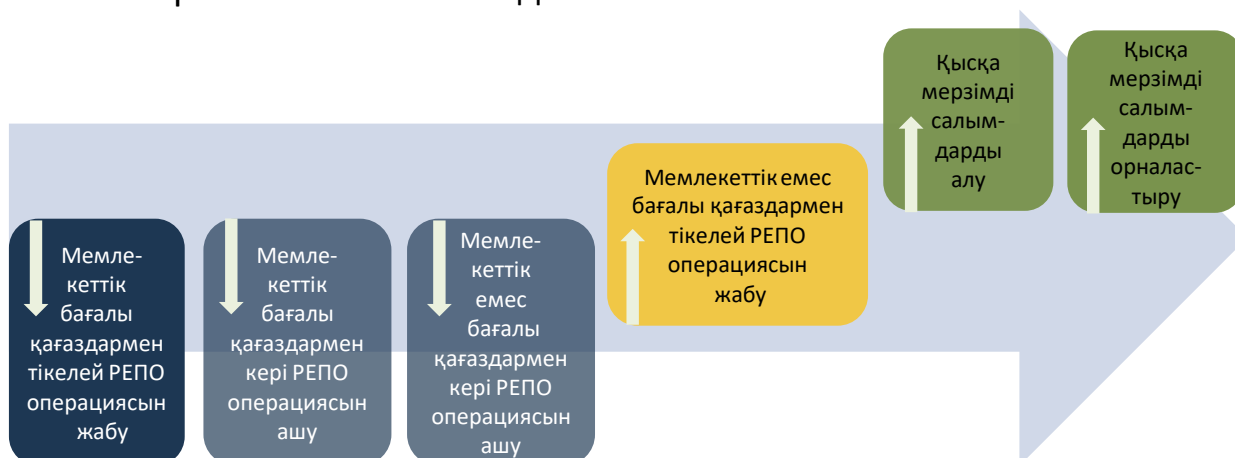 Мемле-
кеттік
бағалы
қағаздармен
тікелей РЕПО
операциясын
жабу
Мемле-
кеттік
бағалы
қағаздармен
кері РЕПО
операциясын
ашу
Мемле-
кеттік
емес
бағалы
қағаздармен
кері РЕПО
операциясын
ашу
Мемлекеттік емес
бағалы қағаздармен
тікелей РЕПО
операциясын
жабу
Қысқа
мерзімді
салым-
дарды
алу
Қысқа
мерзімді
салым-
дарды
орналас-
тыру